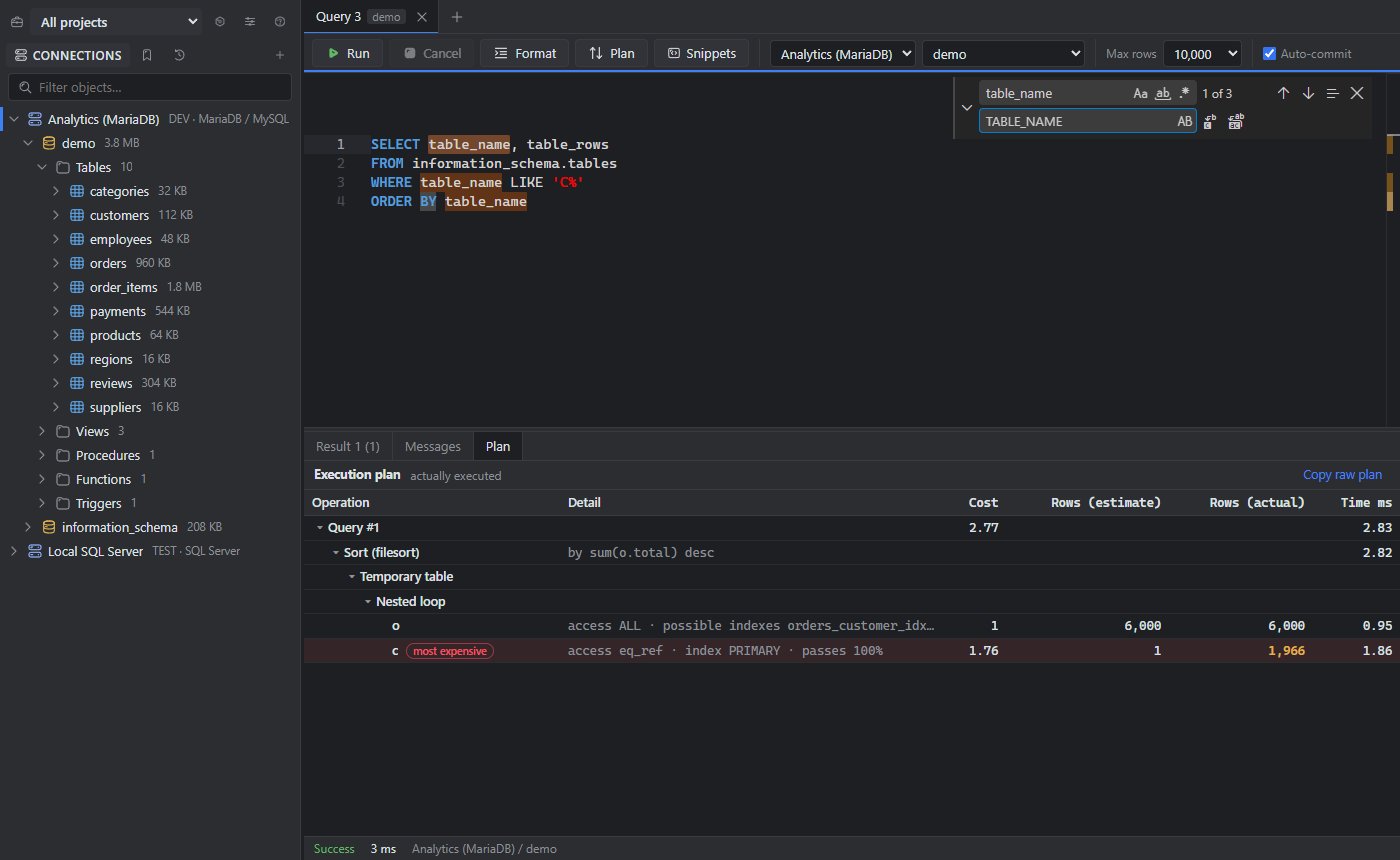 All projects
CONNECTIONS
Filter objects...
Analytics (MariaDB) DEV · MariaDB / MySQL
demo 3.8 MB
Tables 10
categories 32 KB
customers 112 KB
employees 48 KB
orders 960 KB
order_items 1.8 MB
payments 544 KB
products 64 KB
regions 16 KB
reviews 304 KB
suppliers 16 KB
Views 3
Procedures 1
Functions 1
Triggers 1
information_schema 208 KB
Local SQL Server TEST · SQL Server
Query 3 demo
Run Cancel Format Plan Snippets Analytics (MariaDB) demo Max rows 10,000 Auto-commit
table_name Aa ab .* 1 of 3
TABLE_NAME AB
1 SELECT table_name, table_rows
2 FROM information_schema.tables
3 WHERE table_name LIKE 'C%'
4 ORDER BY table_name
Result 1 (1) Messages Plan
Execution plan actually executed Copy raw plan
Operation Detail Cost Rows (estimate) Rows (actual) Time ms
Query #1 2.77 2.83
Sort (filesort) by sum(o.total) desc 2.82
Temporary table
Nested loop
o access ALL · possible indexes orders_customer_idx… 1 6,000 6,000 0.95
c most expensive access eq_ref · index PRIMARY · passes 100% 1.76 1 1,966 1.86
Success 3 ms Analytics (MariaDB) / demo